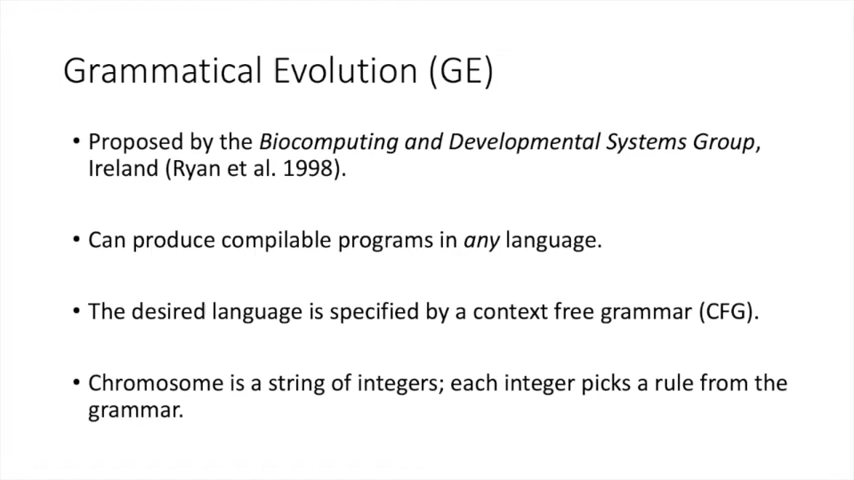 Grammatical Evolution (GE)
• Proposed by the Biocomputing and Developmental Systems Group,
Ireland (Ryan et al. 1998).
• Can produce compilable programs in any language.
• The desired language is specified by a context free grammar (CFG).
• Chromosome is a string of integers; each integer picks a rule from the
grammar.